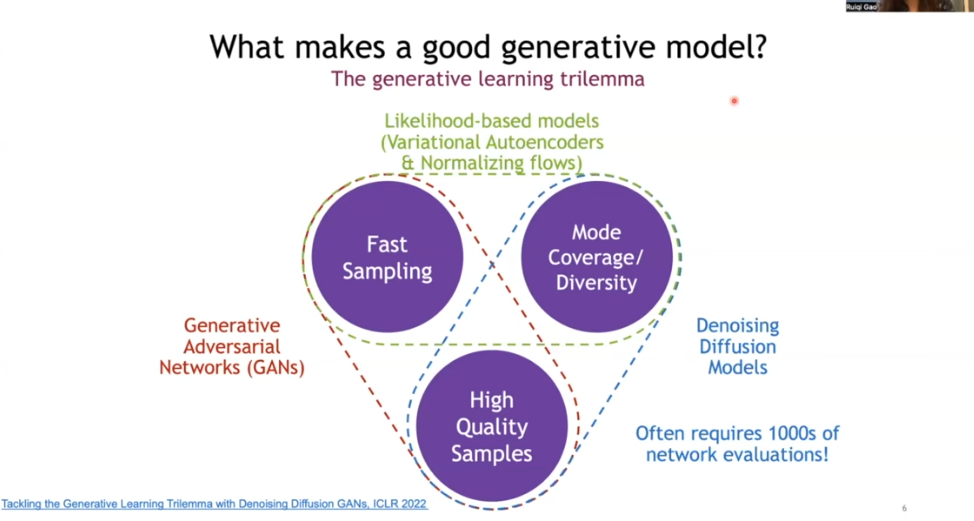 Ruiqi Gao
What makes a good generative model?
The generative learning trilemma
Likelihood-based models
(Variational Autoencoders
& Normalizing flows)
Fast
Sampling
Mode
Coverage/
Diversity
Generative
Adversarial
Networks (GANs)
Denoising
Diffusion
Models
High
Quality
Samples
Often requires 1000s of
network evaluations!
Tackling the Generative Learning Trilemma with Denoising Diffusion GANs, ICLR 2022
6